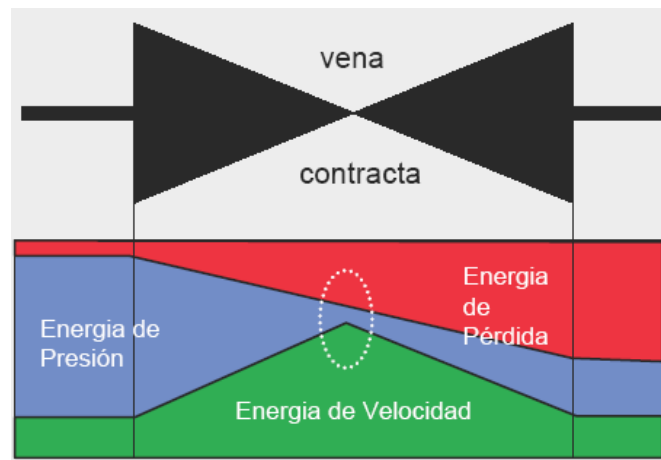 vena
contracta
Energia
de
Pérdida
Energia de
Presión
Energia de Velocidad